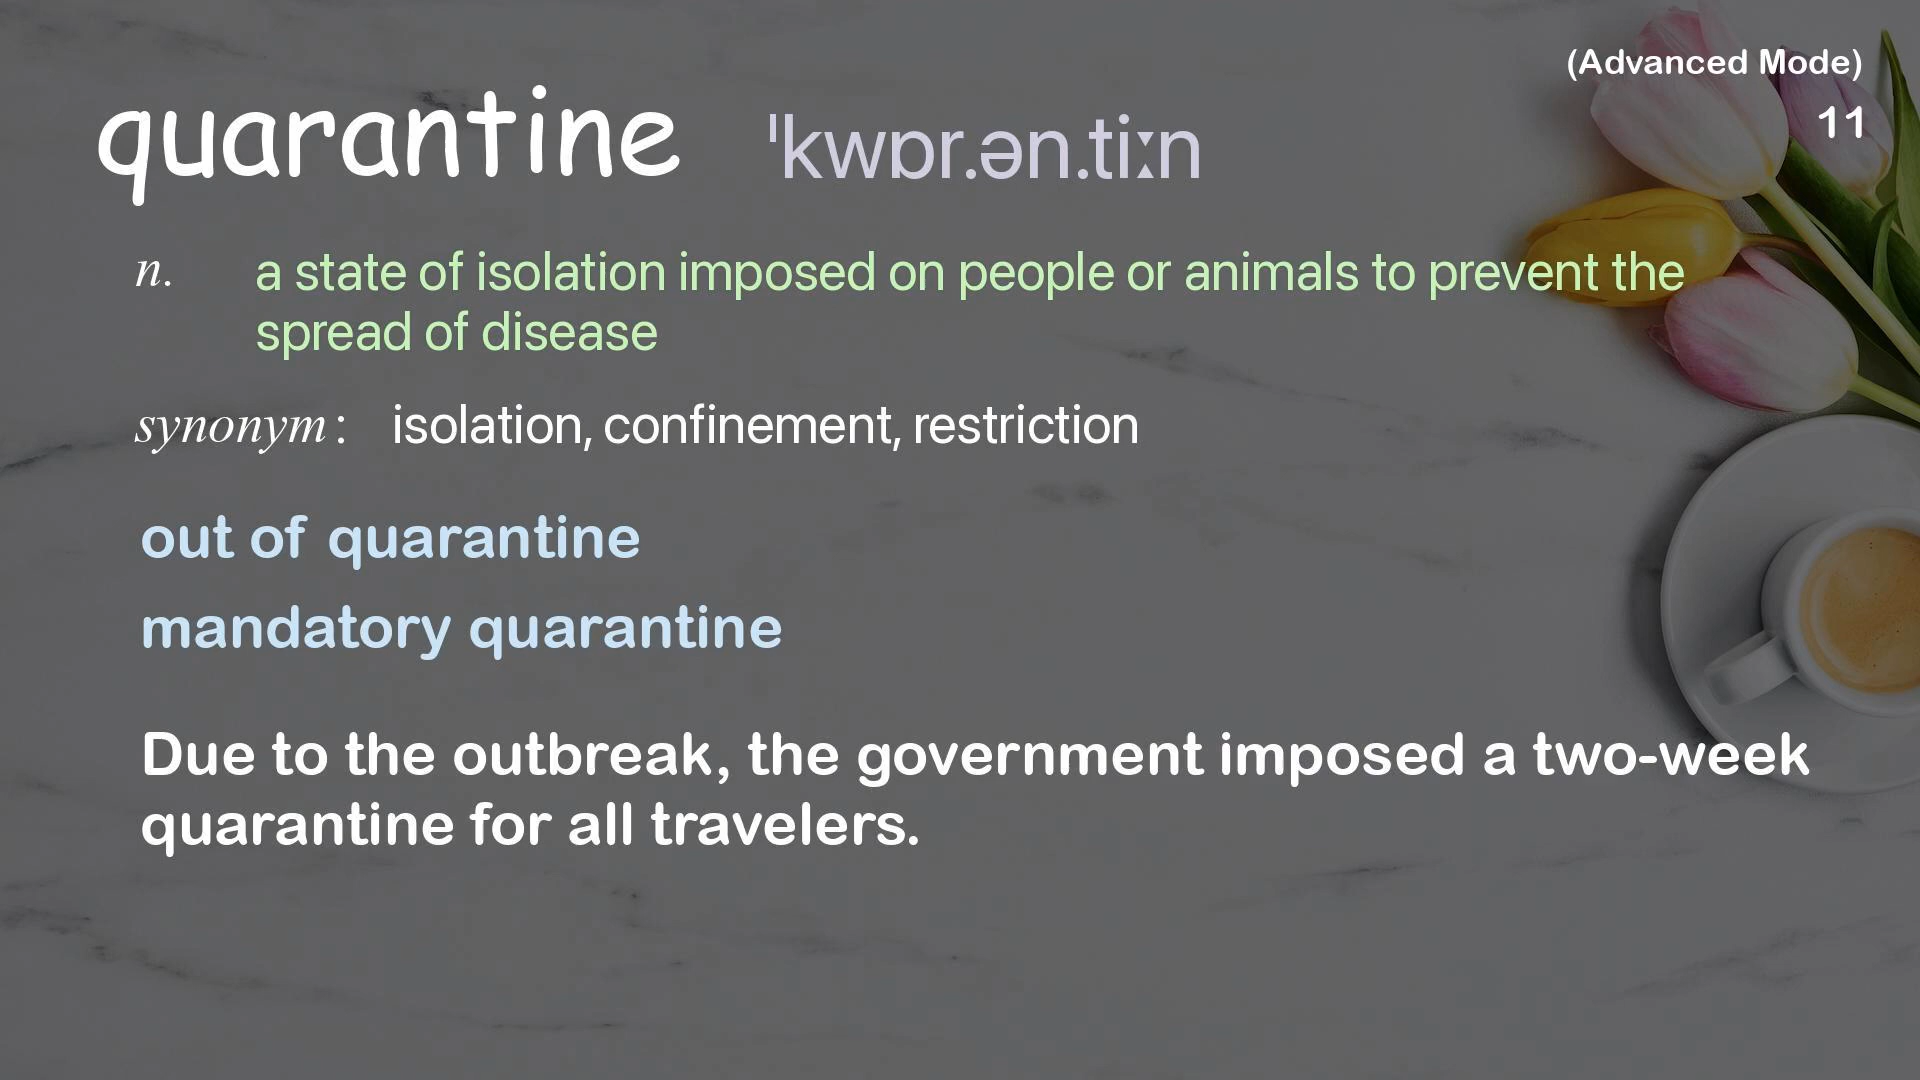 (Advanced Mode)
11
quarantine ˈkwɒr.ən.tiːn
n. a state of isolation imposed on people or animals to prevent the
spread of disease
synonym: isolation, confinement, restriction
out of quarantine
mandatory quarantine
Due to the outbreak, the government imposed a two-week
quarantine for all travelers.